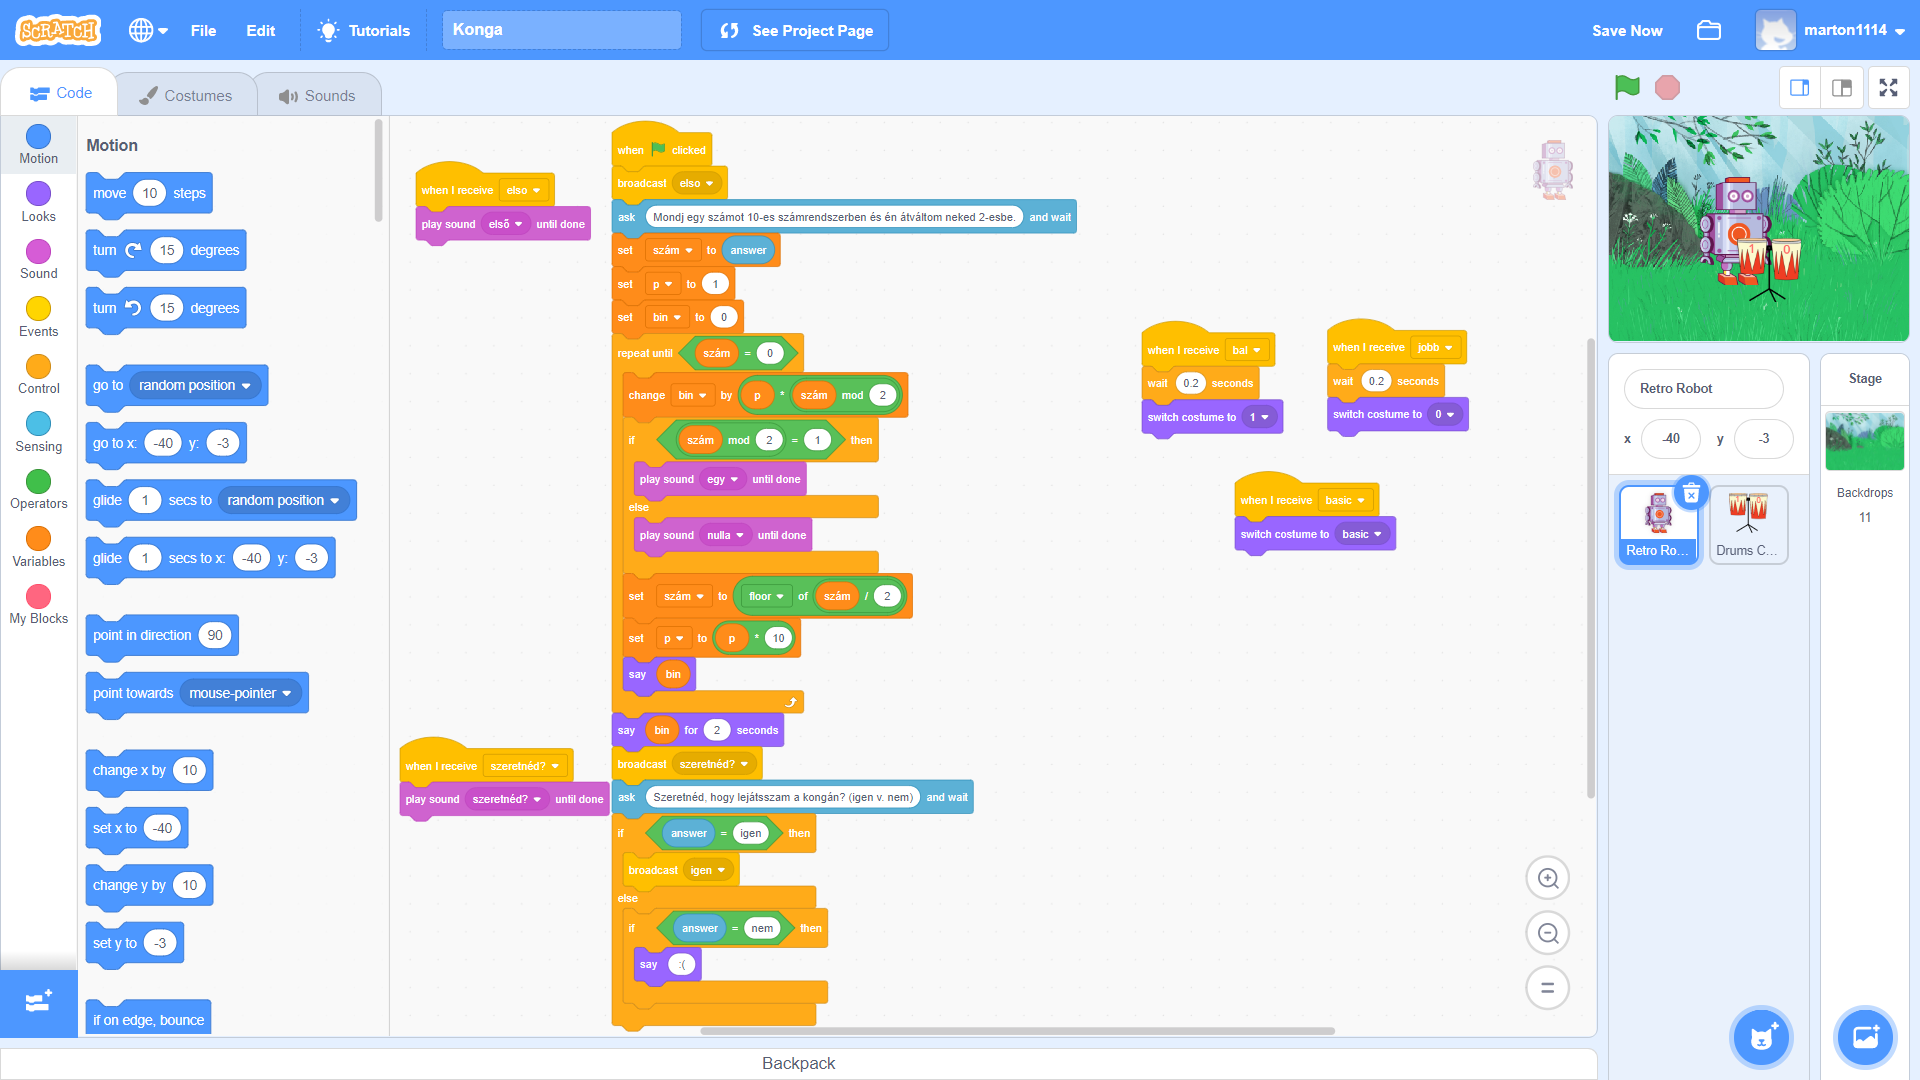 SCRATCH
File
Edit
Tutorials
Konga
See Project Page
Save Now
marton1114
Code
Costumes
Sounds
Motion
Looks
Sound
Events
Control
Sensing
Operators
Variables
My Blocks
Motion
move 10 steps
turn 15 degrees
turn 15 degrees
go to random position
go to x: -40 y: -3
glide 1 secs to random position
glide 1 secs to x: -40 y: -3
point in direction 90
point towards mouse-pointer
change x by 10
set x to -40
change y by 10
set y to -3
if on edge, bounce
when I receive elso
play sound első until done
when clicked
broadcast elso
ask Mondj egy számot 10-es számrendszerben és én átváltom neked 2-esbe. and wait
set szám to answer
set p to 1
set bin to 0
repeat until szám = 0
change bin by p * szám mod 2
if szám mod 2 = 1 then
play sound egy until done
else
play sound nulla until done
set szám to floor of szám / 2
set p to p * 10
say bin
say bin for 2 seconds
broadcast szeretnéd?
ask Szeretnéd, hogy lejátsszam a kongán? (igen v. nem) and wait
if answer = igen then
broadcast igen
else
if answer = nem then
say :(
when I receive szeretnéd?
play sound szeretnéd? until done
when I receive bal
wait 0.2 seconds
switch costume to 1
when I receive jobb
wait 0.2 seconds
switch costume to 0
when I receive basic
switch costume to basic
1 0
Retro Robot
x -40 y -3
Retro Ro...
Drums C...
Stage
Backdrops
11
Backpack